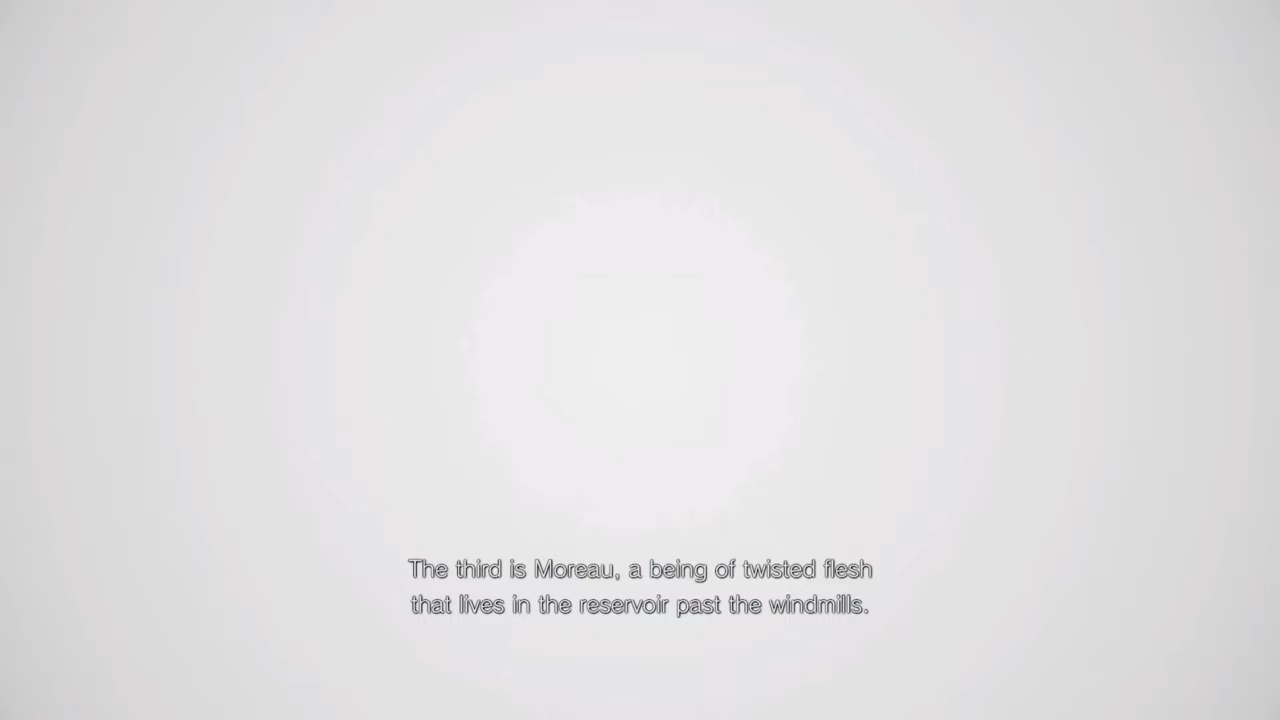 The third is Moreau, a being of twisted flesh
that lives in the reservoir past the windmills.